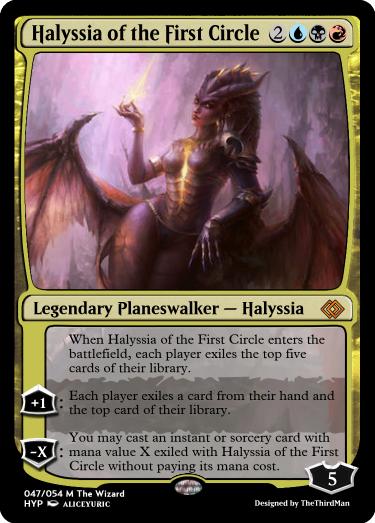 Halyssia of the First Circle 2
Legendary Planeswalker — Halyssia
When Halyssia of the First Circle enters the
battlefield, each player exiles the top five
cards of their library.
+1: Each player exiles a card from their hand and
the top card of their library.
-X: You may cast an instant or sorcery card with
mana value X exiled with Halyssia of the First
Circle without paying its mana cost.
5
047/054 M The Wizard
HYP ALICEYURIC
Designed by TheThirdMan